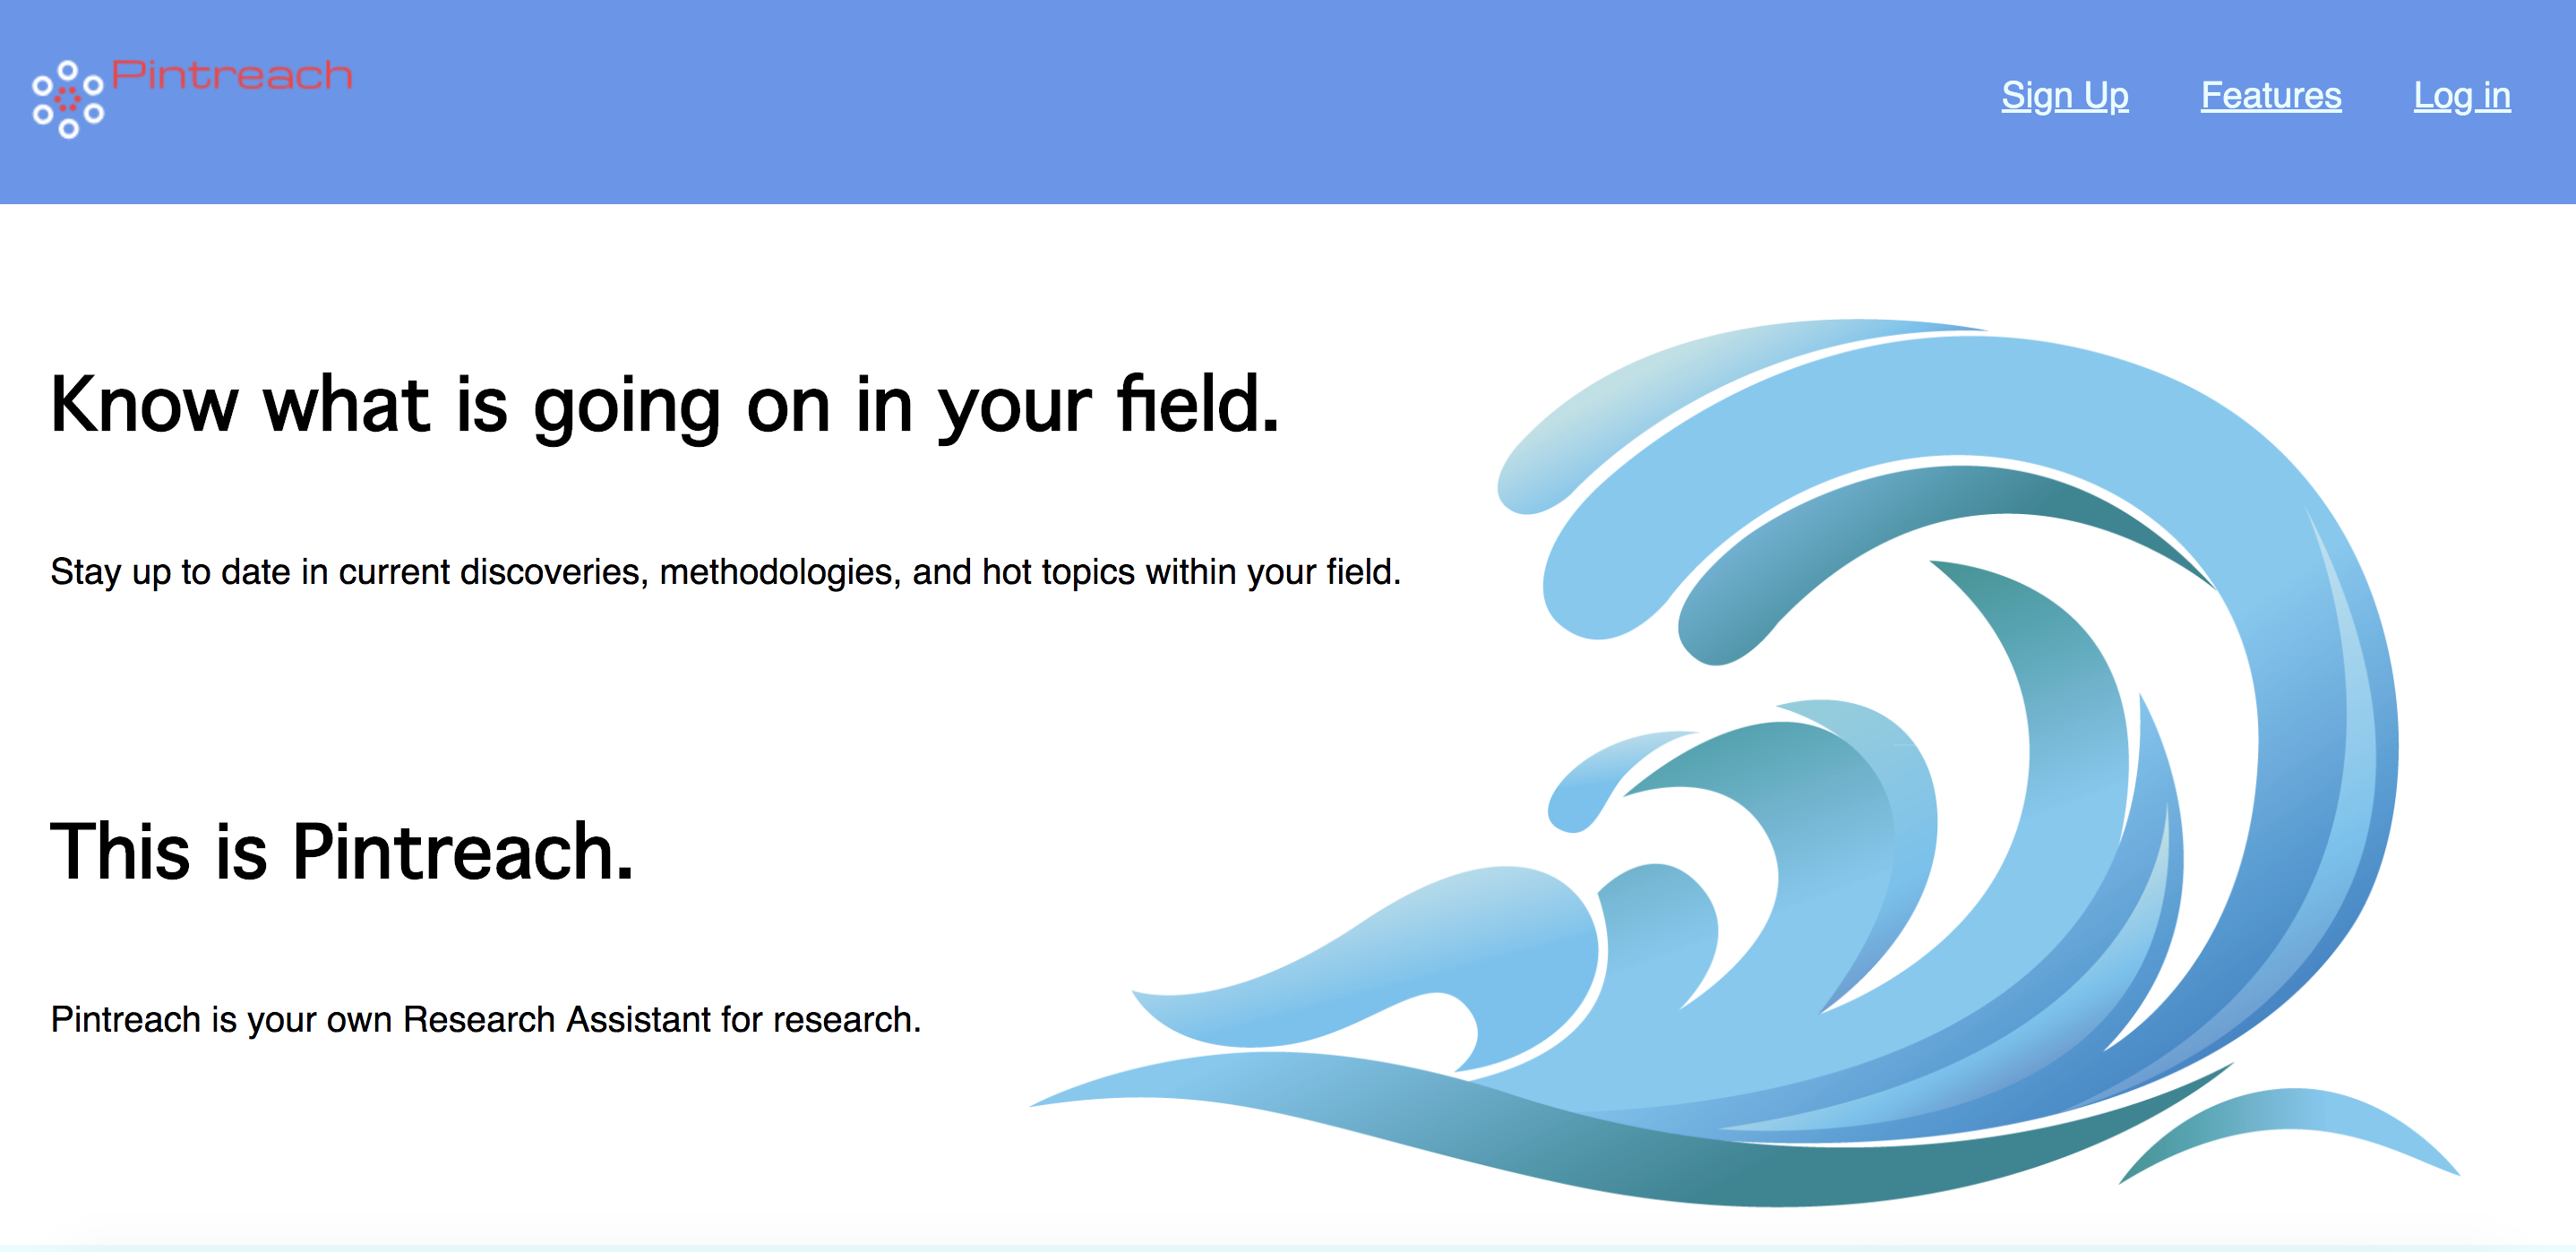 Pintreach
Sign Up
Features
Log in
Know what is going on in your field.
Stay up to date in current discoveries, methodologies, and hot topics within your field.
This is Pintreach.
Pintreach is your own Research Assistant for research.